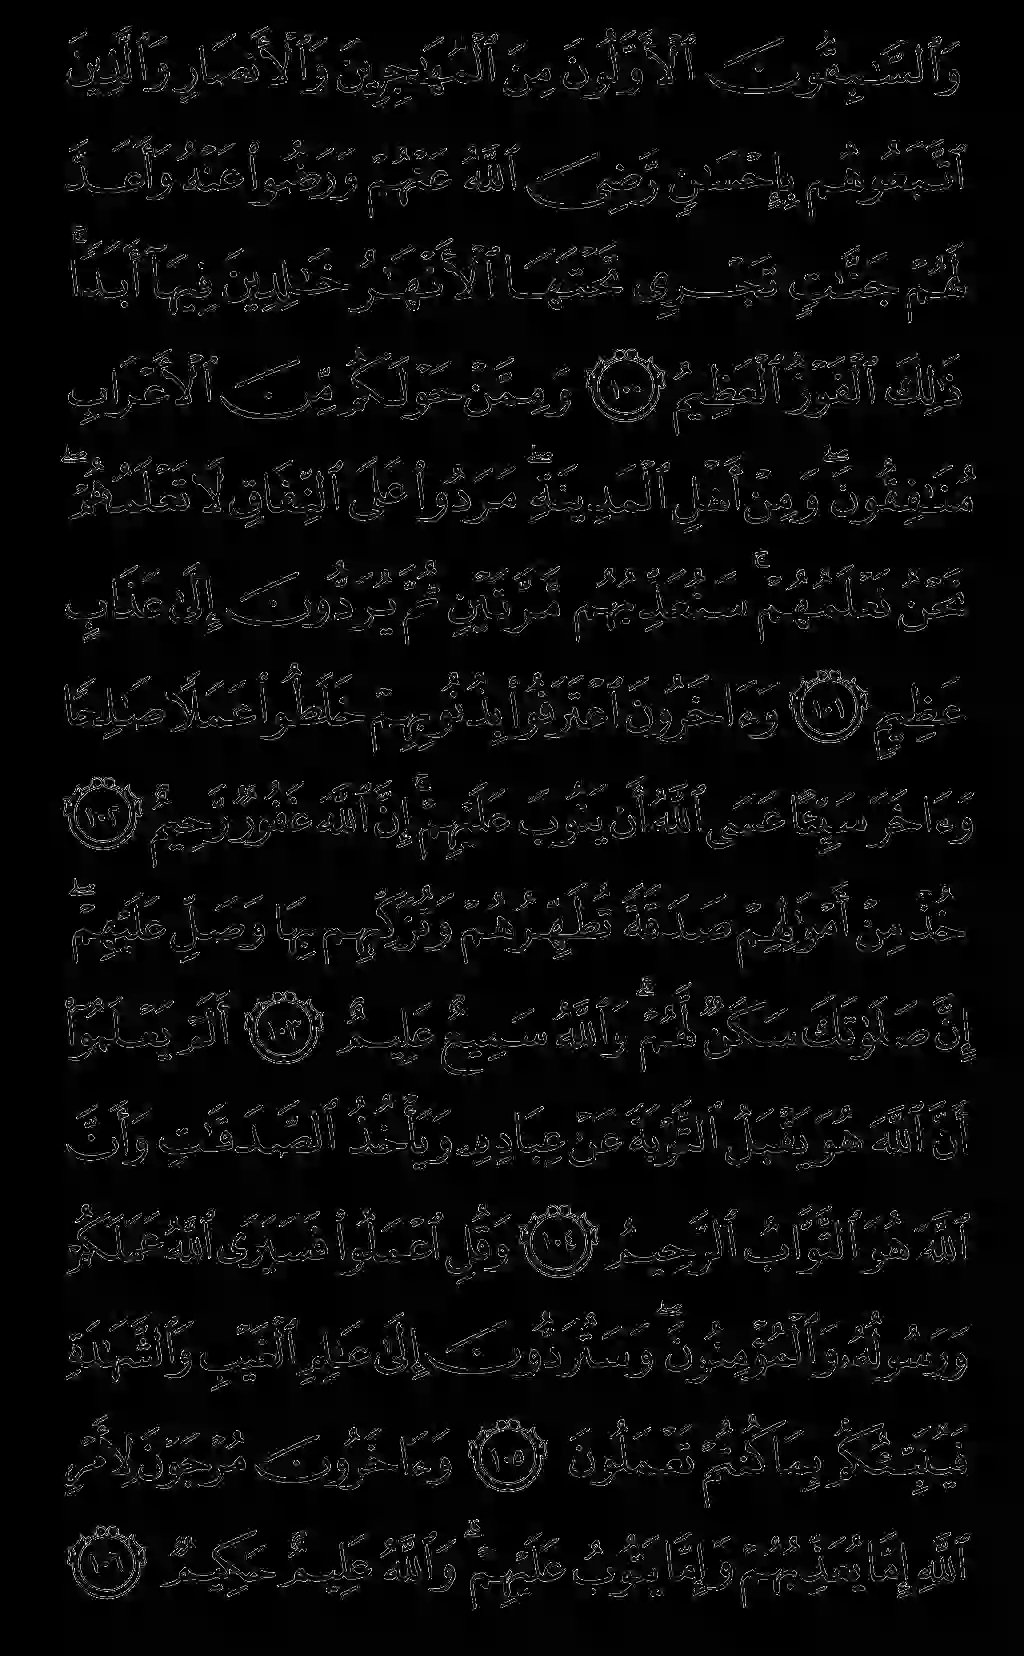 وَٱلسَّـٰبِقُونَ ٱلْأَوَّلُونَ مِنَ ٱلْمُهَـٰجِرِينَ وَٱلْأَنصَارِ وَٱلَّذِينَ
ٱتَّبَعُوهُم بِإِحْسَـٰنٍ رَّضِىَ ٱللَّهُ عَنْهُمْ وَرَضُوا۟ عَنْهُ وَأَعَدَّ
لَهُمْ جَنَّـٰتٍ تَجْرِى تَحْتَهَا ٱلْأَنْهَـٰرُ خَـٰلِدِينَ فِيهَآ أَبَدًا ۚ
ذَٰلِكَ ٱلْفَوْزُ ٱلْعَظِيمُ ١٠٠ وَمِمَّنْ حَوْلَكُم مِّنَ ٱلْأَعْرَابِ
مُنَـٰفِقُونَ ۖ وَمِنْ أَهْلِ ٱلْمَدِينَةِ ۖ مَرَدُوا۟ عَلَى ٱلنِّفَاقِ لَا تَعْلَمُهُمْ ۖ
نَحْنُ نَعْلَمُهُمْ ۚ سَنُعَذِّبُهُم مَّرَّتَيْنِ ثُمَّ يُرَدُّونَ إِلَىٰ عَذَابٍ
عَظِيمٍ ١٠١ وَءَاخَرُونَ ٱعْتَرَفُوا۟ بِذُنُوبِهِمْ خَلَطُوا۟ عَمَلًا صَـٰلِحًا
وَءَاخَرَ سَيِّئًا عَسَى ٱللَّهُ أَن يَتُوبَ عَلَيْهِمْ ۚ إِنَّ ٱللَّهَ غَفُورٌ رَّحِيمٌ ١٠٢
خُذْ مِنْ أَمْوَٰلِهِمْ صَدَقَةً تُطَهِّرُهُمْ وَتُزَكِّيهِم بِهَا وَصَلِّ عَلَيْهِمْ ۖ
إِنَّ صَلَوٰتَكَ سَكَنٌ لَّهُمْ ۗ وَٱللَّهُ سَمِيعٌ عَلِيمٌ ١٠٣ أَلَمْ يَعْلَمُوٓا۟
أَنَّ ٱللَّهَ هُوَ يَقْبَلُ ٱلتَّوْبَةَ عَنْ عِبَادِهِۦ وَيَأْخُذُ ٱلصَّدَقَـٰتِ وَأَنَّ
ٱللَّهَ هُوَ ٱلتَّوَّابُ ٱلرَّحِيمُ ١٠٤ وَقُلِ ٱعْمَلُوا۟ فَسَيَرَى ٱللَّهُ عَمَلَكُمْ
وَرَسُولُهُۥ وَٱلْمُؤْمِنُونَ ۖ وَسَتُرَدُّونَ إِلَىٰ عَـٰلِمِ ٱلْغَيْبِ وَٱلشَّهَـٰدَةِ
فَيُنَبِّئُكُم بِمَا كُنتُمْ تَعْمَلُونَ ١٠٥ وَءَاخَرُونَ مُرْجَوْنَ لِأَمْرِ
ٱللَّهِ إِمَّا يُعَذِّبُهُمْ وَإِمَّا يَتُوبُ عَلَيْهِمْ ۗ وَٱللَّهُ عَلِيمٌ حَكِيمٌ ١٠٦